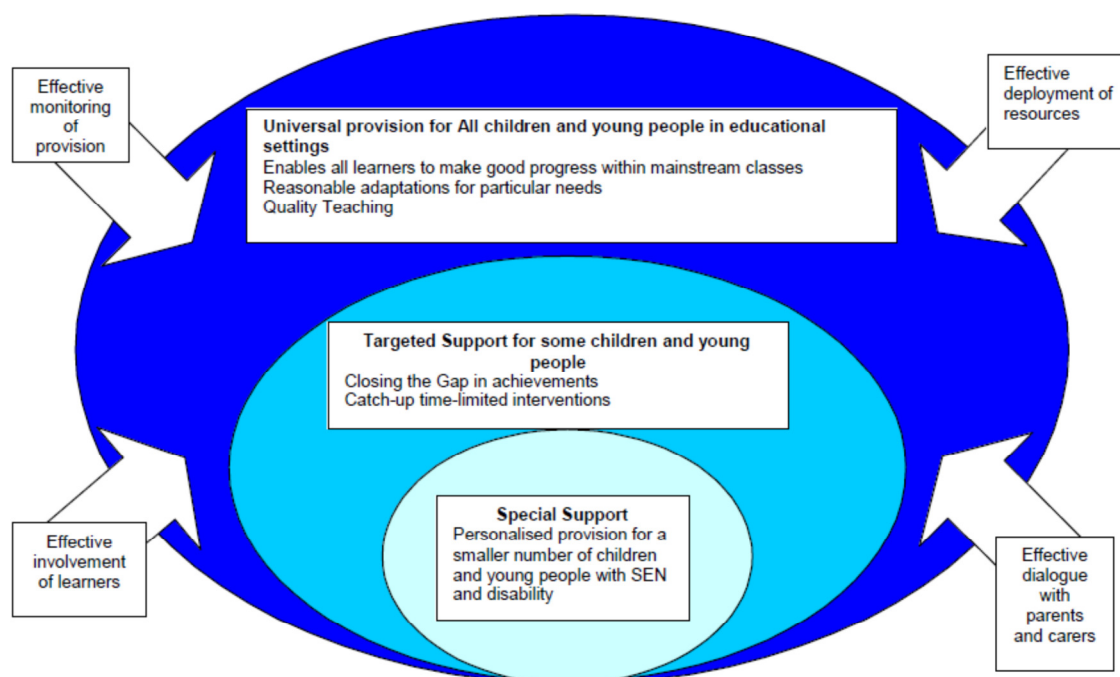 Effective
monitoring
of
provision
Effective
deployment of
resources
Universal provision for All children and young people in educational
settings
Enables all learners to make good progress within mainstream classes
Reasonable adaptations for particular needs
Quality Teaching
Targeted Support for some children and young
people
Closing the Gap in achievements
Catch-up time-limited interventions
Special Support
Personalised provision for a
smaller number of children
and young people with SEN
and disability
Effective
involvement
of learners
Effective
dialogue
with
parents
and carers